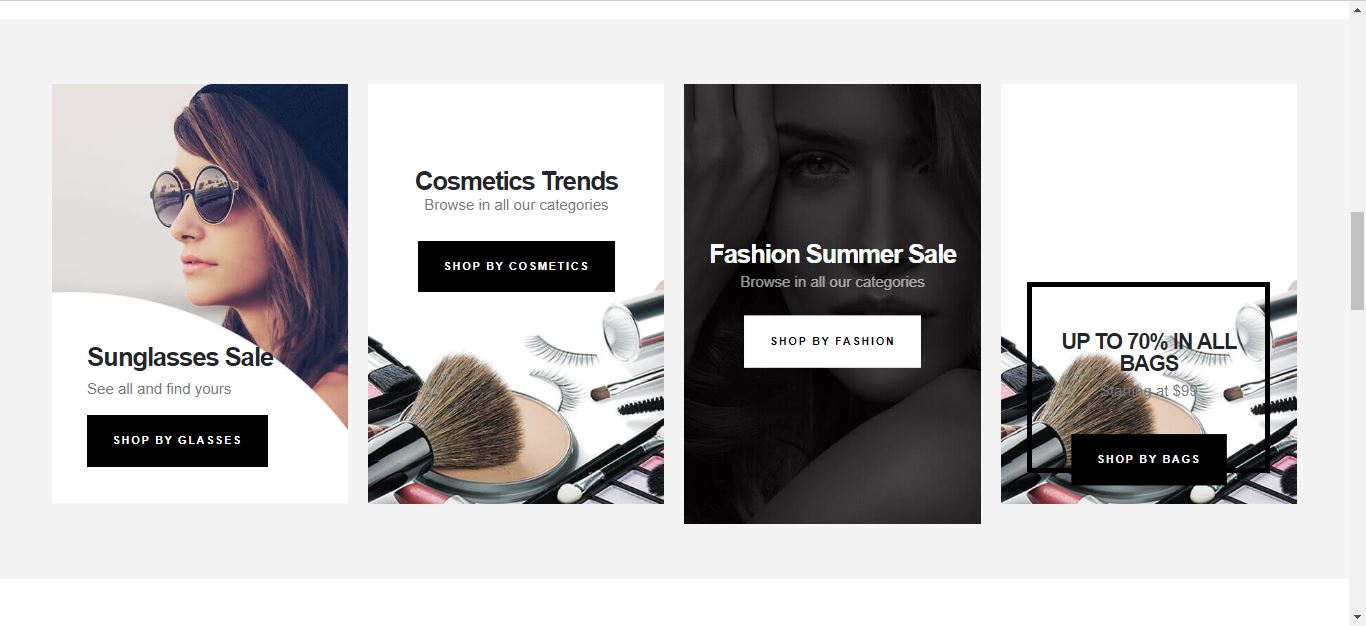 Sunglasses Sale
See all and find yours
SHOP BY GLASSES
Cosmetics Trends
Browse in all our categories
SHOP BY COSMETICS
Fashion Summer Sale
Browse in all our categories
SHOP BY FASHION
UP TO 70% IN ALL
BAGS
Starting at $99
SHOP BY BAGS